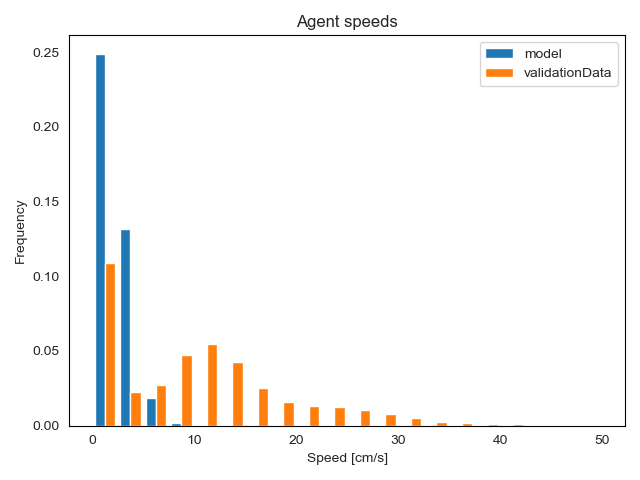 Agent speeds
model
validationData
0.25
0.20
0.15
0.10
0.05
0.00
Frequency
0 10 20 30 40 50
Speed [cm/s]